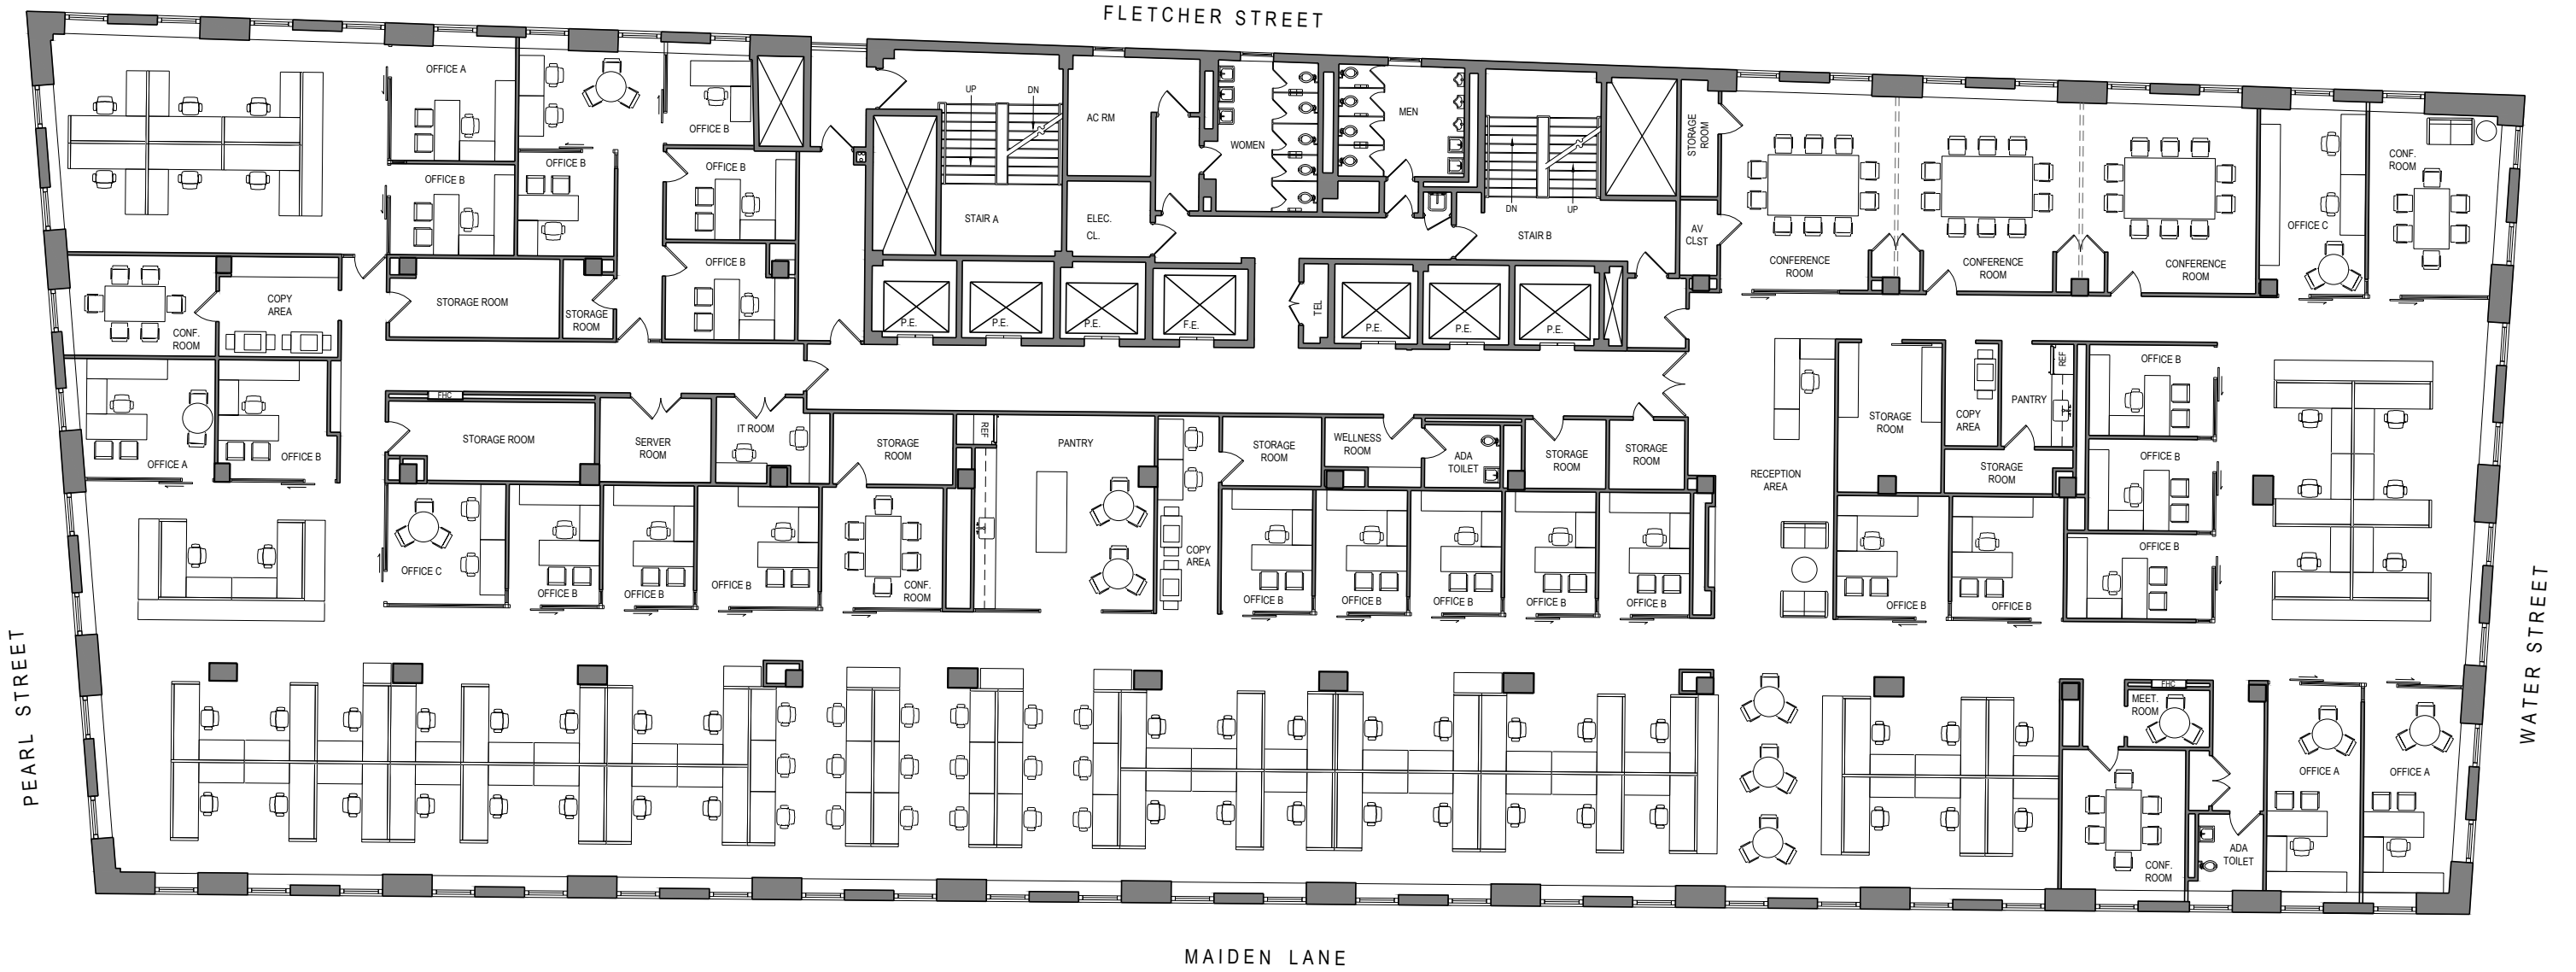 FLETCHER STREET
OFFICE A
OFFICE B
OFFICE B
OFFICE B
OFFICE B
OFFICE B
UP
DN
STAIR A
AC RM
ELEC.
CL.
WOMEN
MEN
DN
UP
STAIR B
STORAGE
ROOM
AV
CLST
CONFERENCE
ROOM
CONFERENCE
ROOM
CONFERENCE
ROOM
OFFICE C
CONF.
ROOM
CONF.
ROOM
COPY
AREA
STORAGE ROOM
STORAGE
ROOM
P.E.
P.E.
P.E.
F.E.
TEL
P.E.
P.E.
P.E.
OFFICE A
OFFICE B
FHC
STORAGE ROOM
SERVER
ROOM
IT ROOM
STORAGE
ROOM
REF
PANTRY
COPY
AREA
STORAGE
ROOM
WELLNESS
ROOM
ADA
TOILET
STORAGE
ROOM
STORAGE
ROOM
RECEPTION
AREA
STORAGE
ROOM
COPY
AREA
PANTRY
REF
STORAGE
ROOM
OFFICE B
OFFICE B
OFFICE B
OFFICE C
OFFICE B
OFFICE B
OFFICE B
CONF.
ROOM
OFFICE B
OFFICE B
OFFICE B
OFFICE B
OFFICE B
OFFICE B
OFFICE B
PEARL STREET
WATER STREET
FHC
MEET.
ROOM
CONF.
ROOM
ADA
TOILET
OFFICE A
OFFICE A
MAIDEN LANE